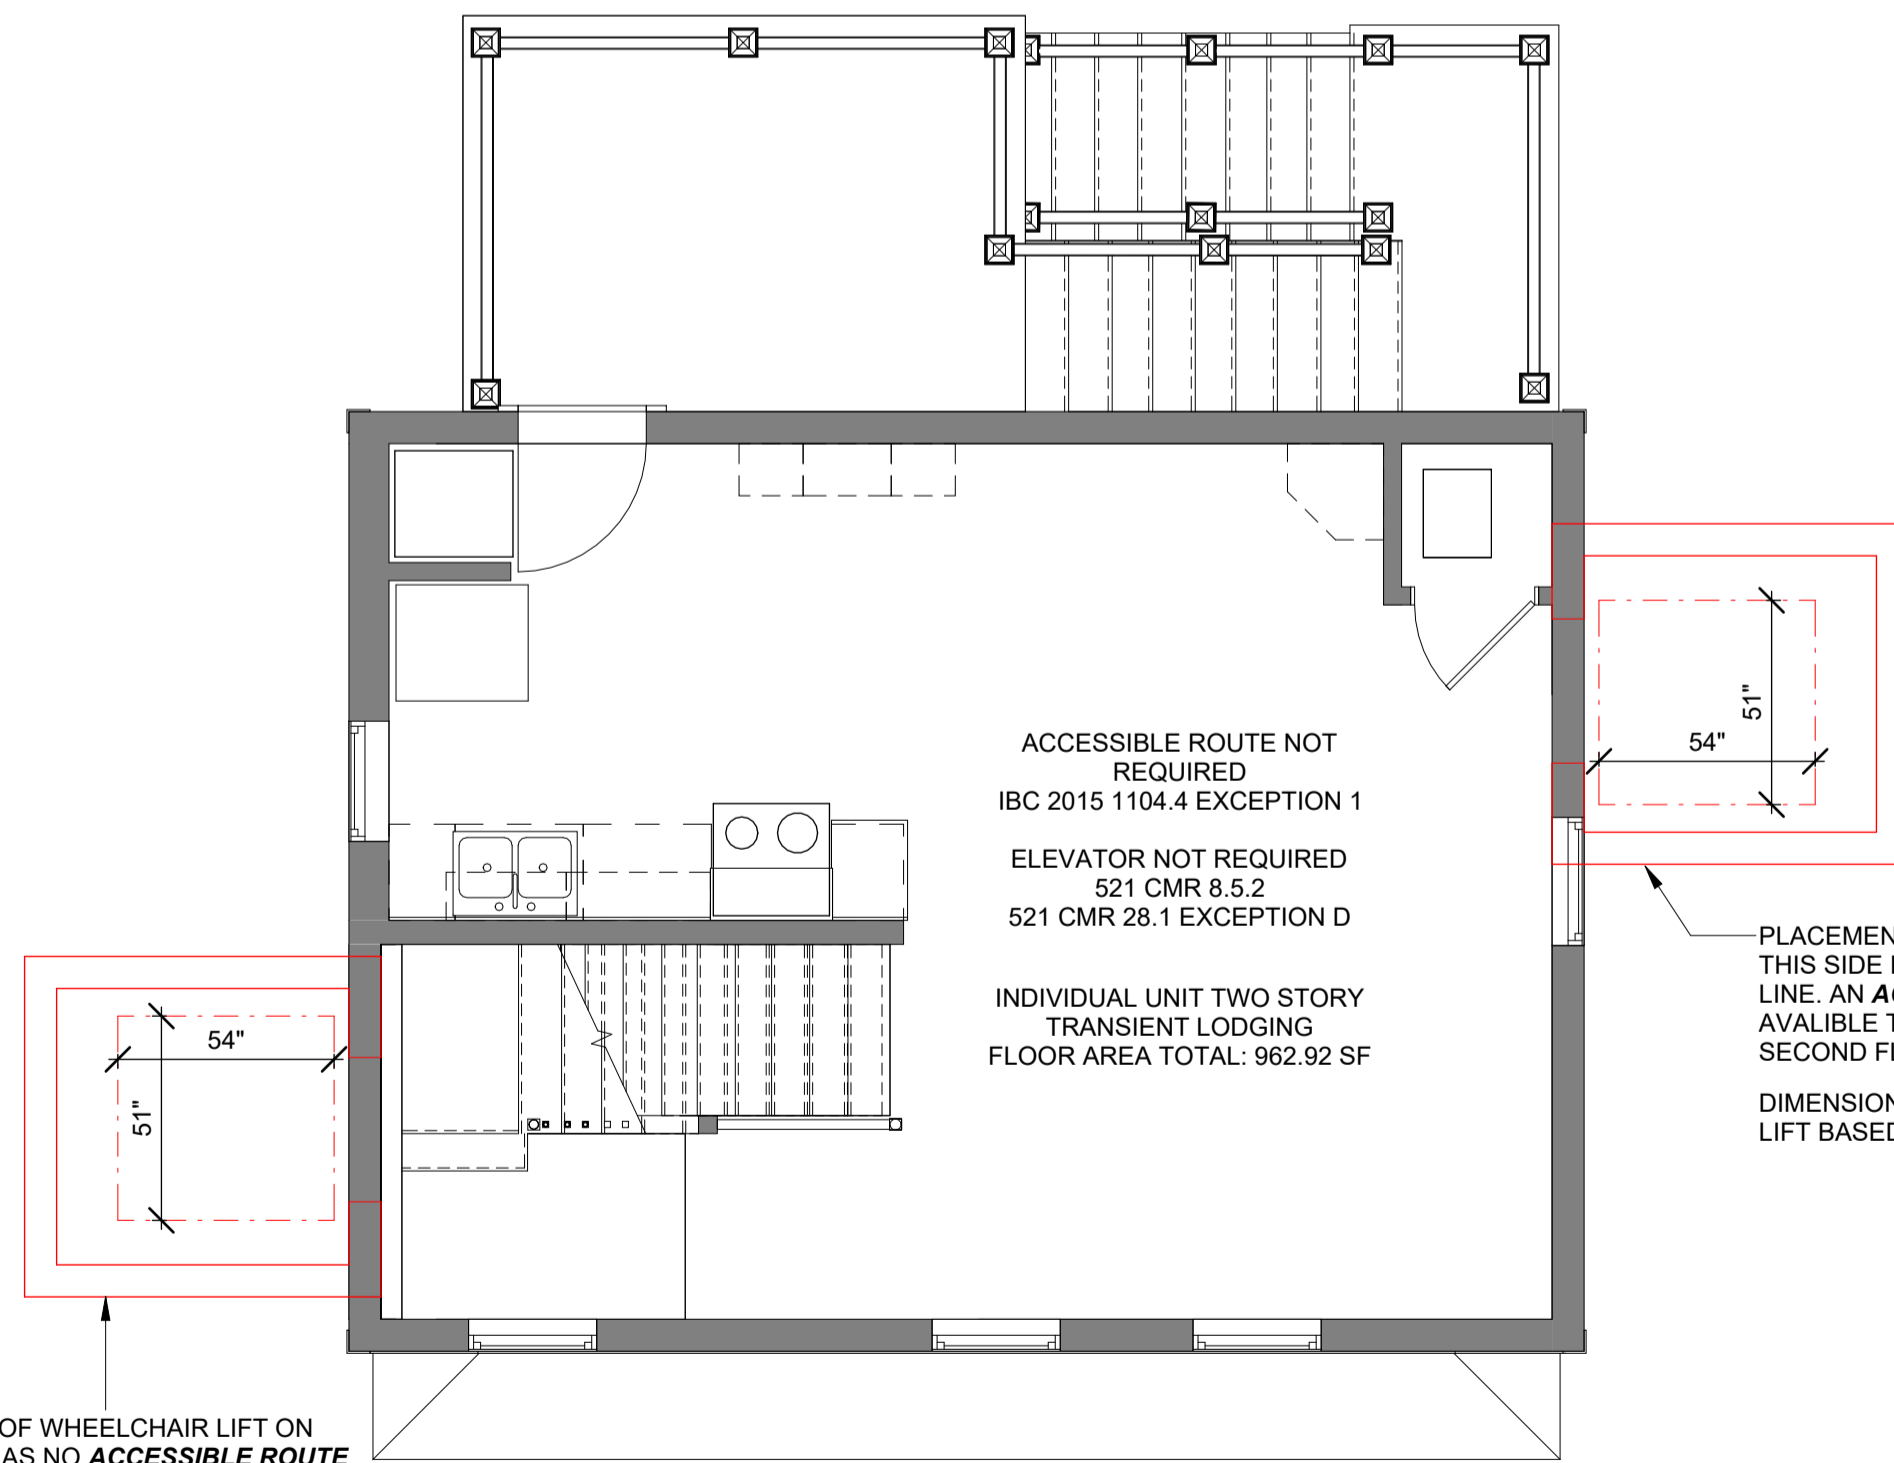 ACCESSIBLE ROUTE NOT
REQUIRED
IBC 2015 1104.4 EXCEPTION 1
ELEVATOR NOT REQUIRED
521 CMR 8.5.2
521 CMR 28.1 EXCEPTION D
INDIVIDUAL UNIT TWO STORY
TRANSIENT LODGING
FLOOR AREA TOTAL: 962.92 SF
51"
54"
PLACEMEN
THIS SIDE
LINE. AN A
AVALIBLE T
SECOND F
DIMENSION
LIFT BASED
54"
51"
OF WHEELCHAIR LIFT ON
AS NO ACCESSIBLE ROUTE